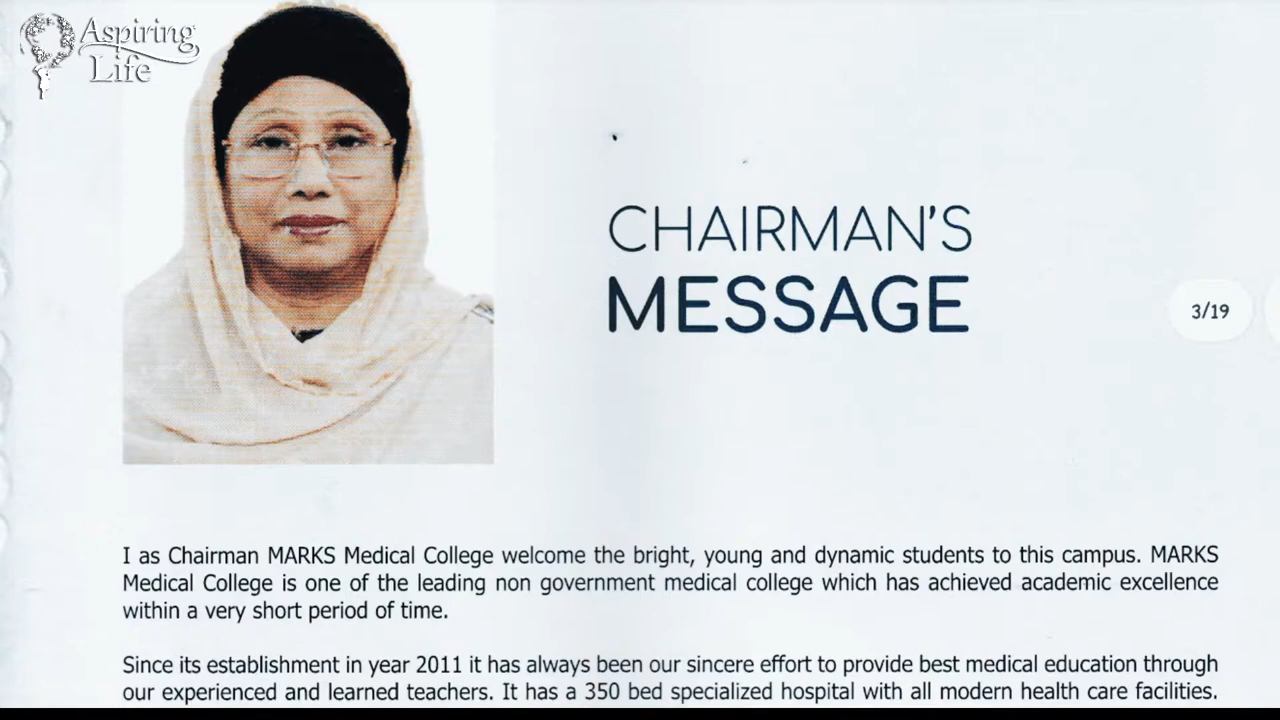 Aspiring
Life
CHAIRMAN'S
MESSAGE
3/19
I as Chairman MARKS Medical College welcome the bright, young and dynamic students to this campus. MARKS
Medical College is one of the leading non government medical college which has achieved academic excellence
within a very short period of time.
Since its establishment in year 2011 it has always been our sincere effort to provide best medical education through
our experienced and learned teachers. It has a 350 bed specialized hospital with all modern health care facilities.